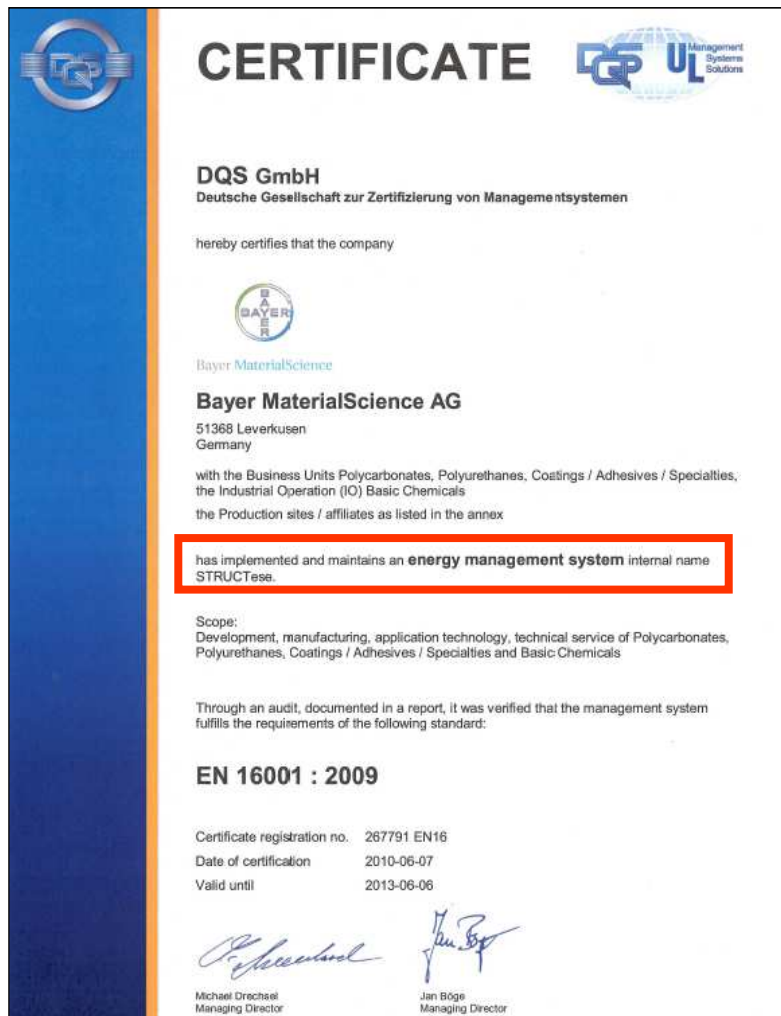 DQS
CERTIFICATE
DQS
UL
Management
Systems
Solutions
DQS GmbH
Deutsche Gesellschaft zur Zertifizierung von Managementsystemen
hereby certifies that the company
BAYER
BAYER
Bayer MaterialScience
Bayer MaterialScience AG
51368 Leverkusen
Germany
with the Business Units Polycarbonates, Polyurethanes, Coatings / Adhesives / Specialties,
the Industrial Operation (IO) Basic Chemicals
the Production sites / affiliates as listed in the annex
has implemented and maintains an energy management system internal name
STRUCTese.
Scope:
Development, manufacturing, application technology, technical service of Polycarbonates,
Polyurethanes, Coatings / Adhesives / Specialties and Basic Chemicals
Through an audit, documented in a report, it was verified that the management system
fulfills the requirements of the following standard:
EN 16001 : 2009
Certificate registration no. 267791 EN16
Date of certification 2010-06-07
Valid until 2013-06-06
Michael Drechsel Jan Böge
Managing Director Managing Director